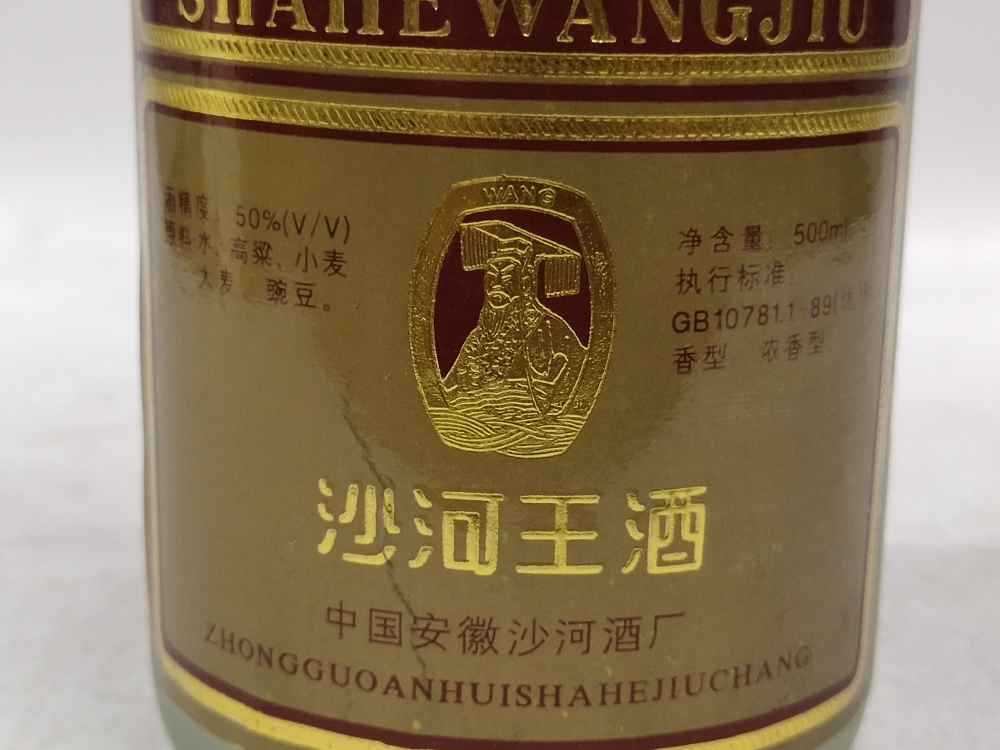 SHAHEWANGJIU
酒精度 50%(V/V)
原料 水、高粱、小麦
大麦 豌豆。
WANG
净含量: 500ml
执行标准
GB10781.1-89(
香型 浓香型
沙河王酒
中国安徽沙河酒厂
ZHONGGUOANHUISHAHEJIUCHANG